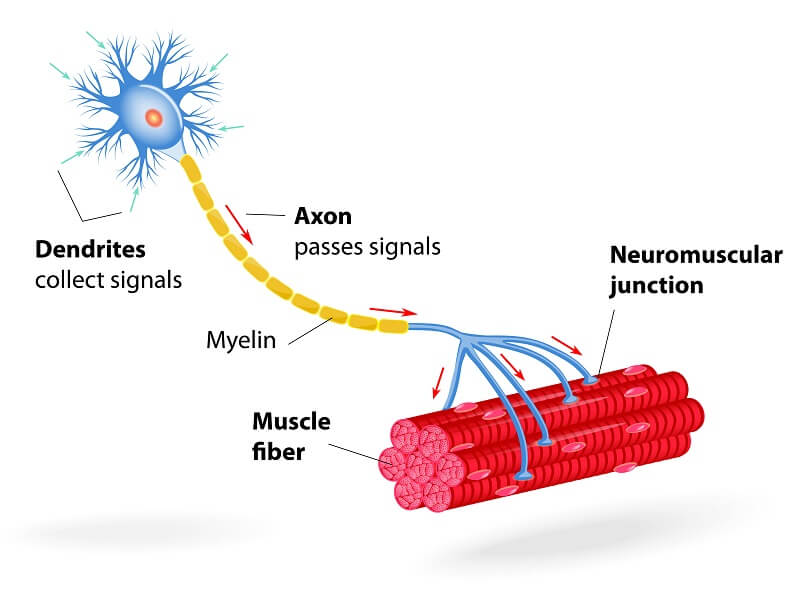 Dendrites
collect signals
Axon
passes signals
Neuromuscular
junction
Myelin
Muscle
fiber